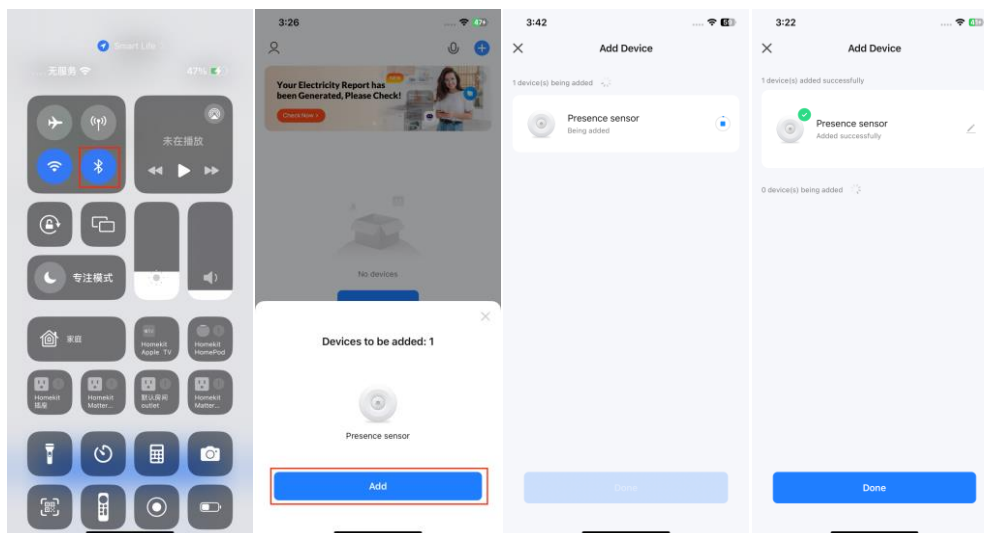 Smart Life
无服务
47%
未在播放
专注模式
家庭
Homekit
Apple TV
Homekit
HomePod
Homekit
插座
Homekit
Matter...
默认房间
outlet
Homekit
Matter...
3:26
47
Your Electricity Report has
been Generated, Please Check!
Check Now >
No devices
Devices to be added: 1
Presence sensor
Add
3:42
Add Device
1 device(s) being added
Presence sensor
Being added
Done
3:22
Add Device
1 device(s) added successfully
Presence sensor
Added successfully
0 device(s) being added
Done